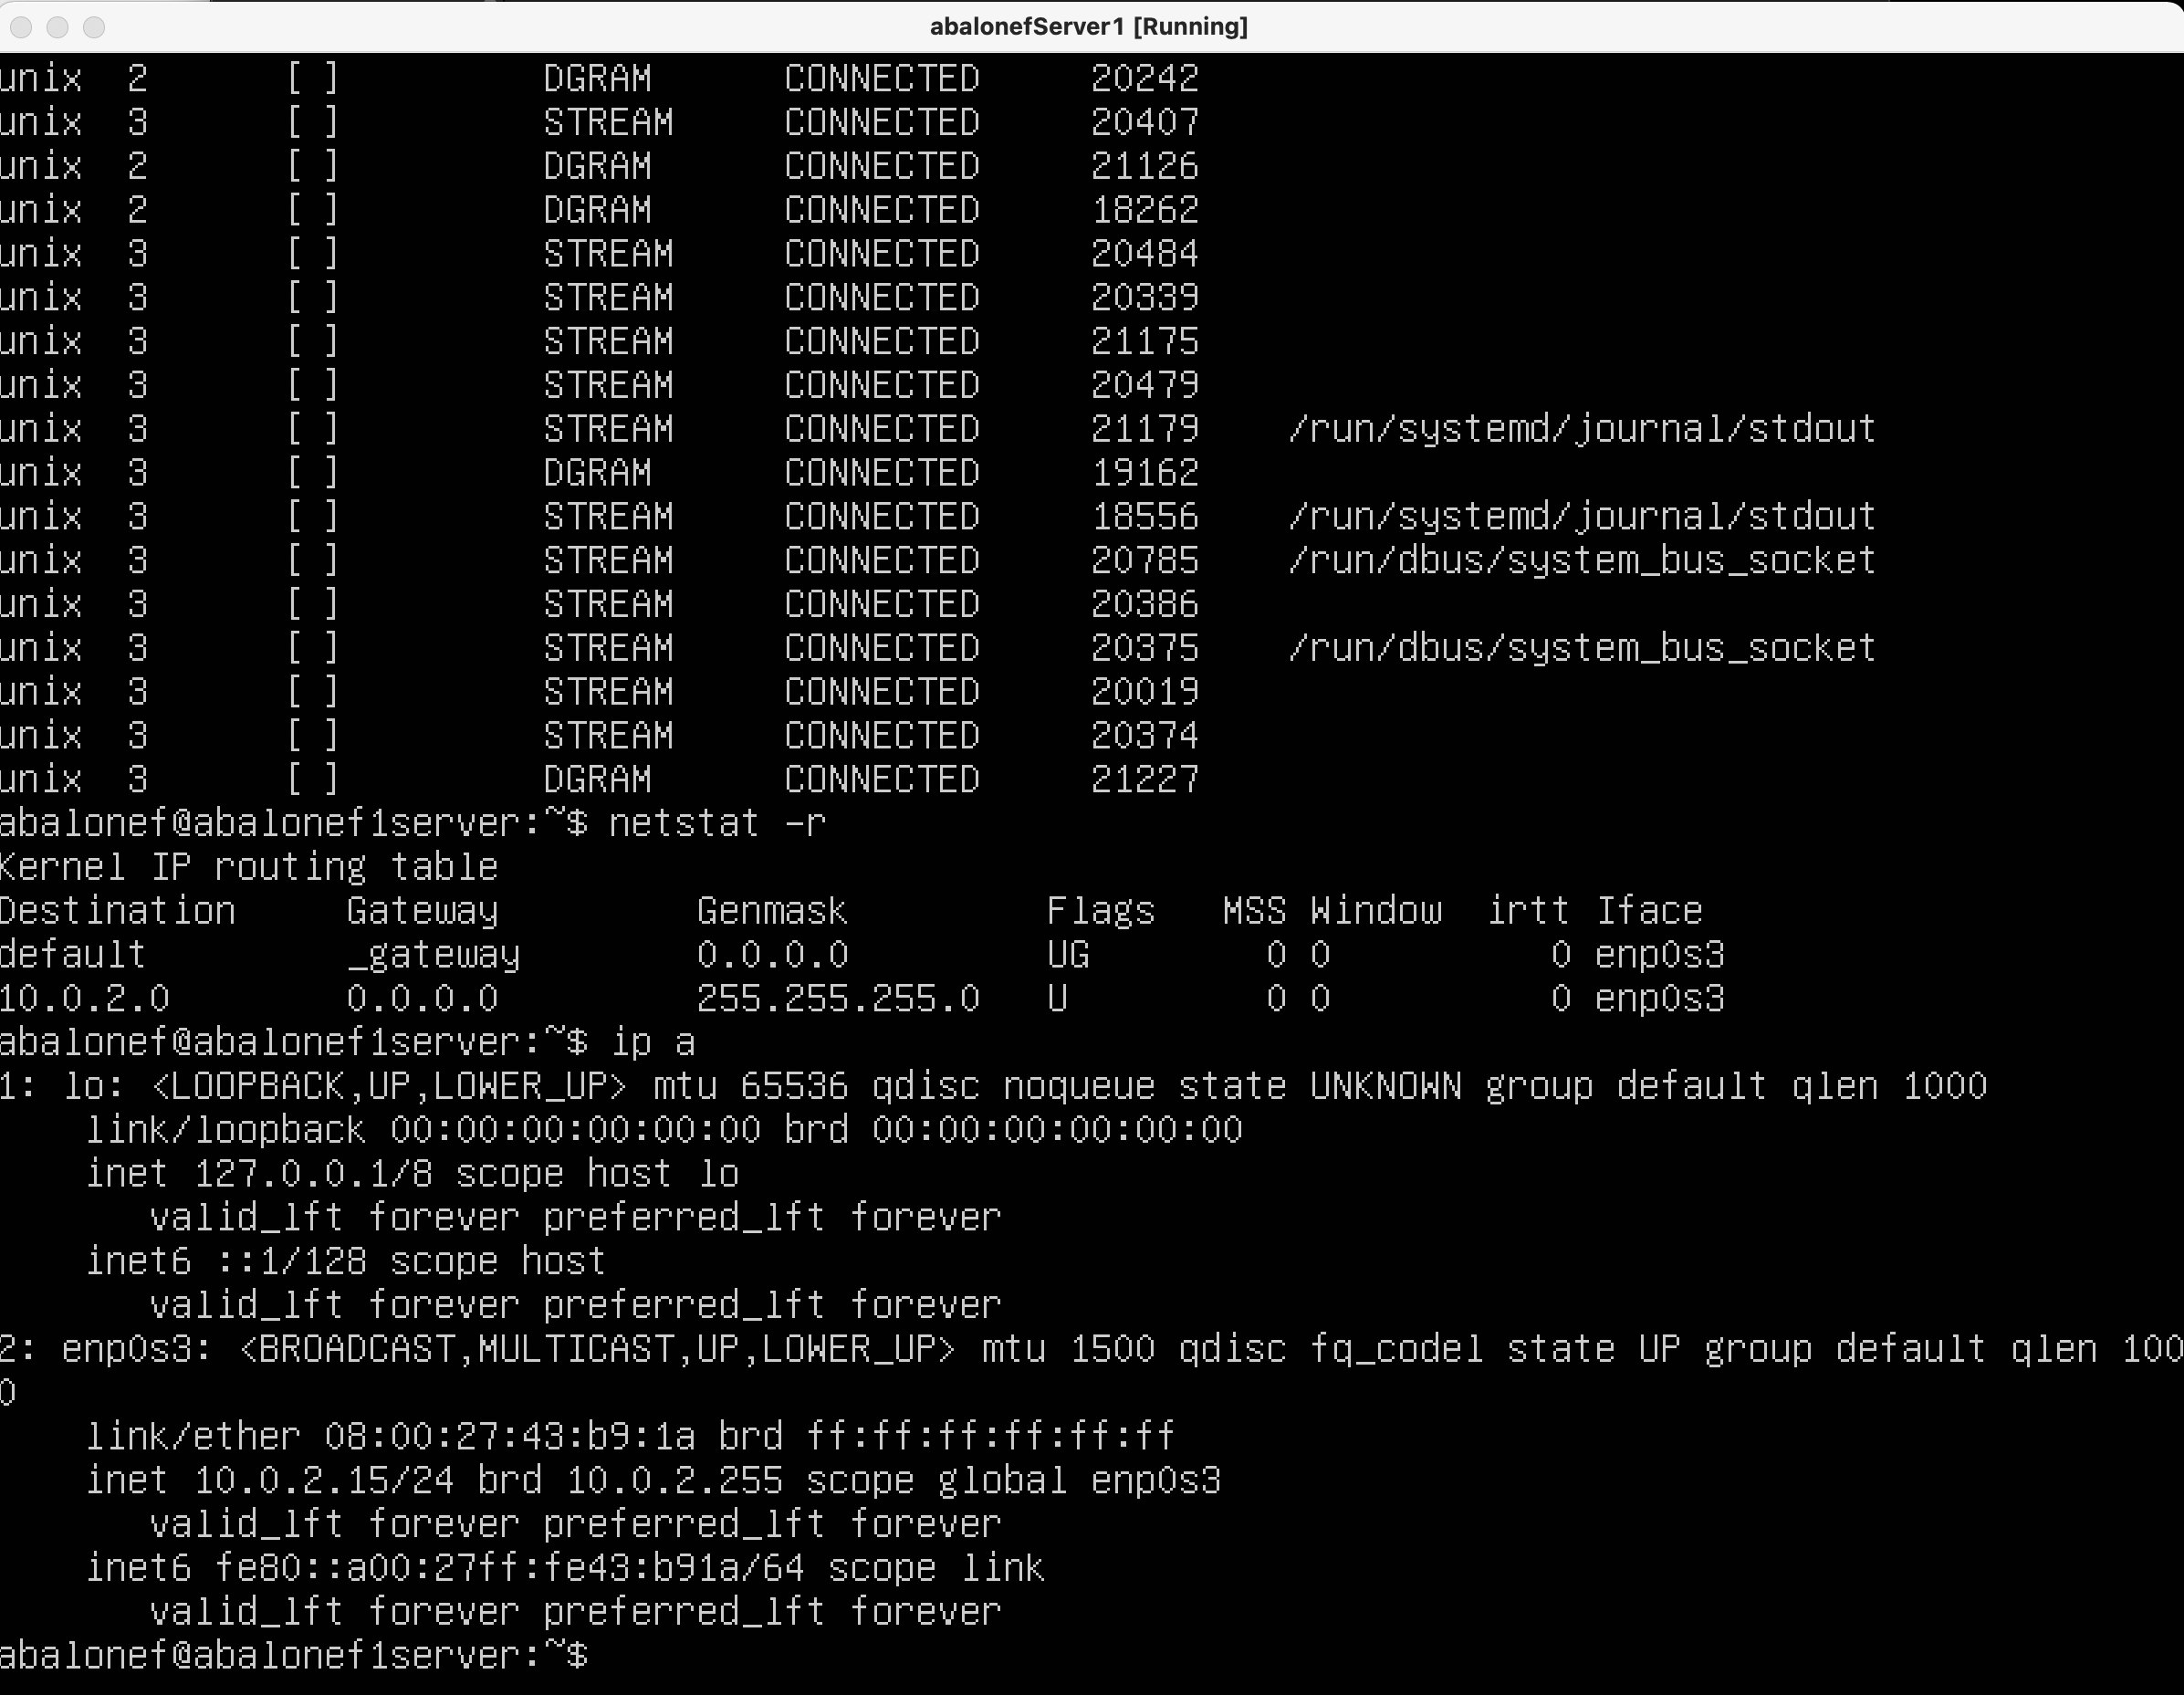 abalonefServer1 [Running]
unix  2      [ ]         DGRAM      CONNECTED     20242
unix  3      [ ]         STREAM     CONNECTED     20407
unix  2      [ ]         DGRAM      CONNECTED     21126
unix  2      [ ]         DGRAM      CONNECTED     18262
unix  3      [ ]         STREAM     CONNECTED     20484
unix  3      [ ]         STREAM     CONNECTED     20339
unix  3      [ ]         STREAM     CONNECTED     21175
unix  3      [ ]         STREAM     CONNECTED     20479
unix  3      [ ]         STREAM     CONNECTED     21179    /run/systemd/journal/stdout
unix  3      [ ]         DGRAM      CONNECTED     19162
unix  3      [ ]         STREAM     CONNECTED     18556    /run/systemd/journal/stdout
unix  3      [ ]         STREAM     CONNECTED     20785    /run/dbus/system_bus_socket
unix  3      [ ]         STREAM     CONNECTED     20386
unix  3      [ ]         STREAM     CONNECTED     20375    /run/dbus/system_bus_socket
unix  3      [ ]         STREAM     CONNECTED     20019
unix  3      [ ]         STREAM     CONNECTED     20374
unix  3      [ ]         DGRAM      CONNECTED     21227
abalonef@abalonef1server:~$ netstat -r
Kernel IP routing table
Destination     Gateway         Genmask         Flags   MSS Window  irtt Iface
default         _gateway        0.0.0.0         UG        0 0          0 enp0s3
10.0.2.0        0.0.0.0         255.255.255.0   U         0 0          0 enp0s3
abalonef@abalonef1server:~$ ip a
1: lo: <LOOPBACK,UP,LOWER_UP> mtu 65536 qdisc noqueue state UNKNOWN group default qlen 1000
    link/loopback 00:00:00:00:00:00 brd 00:00:00:00:00:00
    inet 127.0.0.1/8 scope host lo
       valid_lft forever preferred_lft forever
    inet6 ::1/128 scope host
       valid_lft forever preferred_lft forever
2: enp0s3: <BROADCAST,MULTICAST,UP,LOWER_UP> mtu 1500 qdisc fq_codel state UP group default qlen 100
0
    link/ether 08:00:27:43:b9:1a brd ff:ff:ff:ff:ff:ff
    inet 10.0.2.15/24 brd 10.0.2.255 scope global enp0s3
       valid_lft forever preferred_lft forever
    inet6 fe80::a00:27ff:fe43:b91a/64 scope link
       valid_lft forever preferred_lft forever
abalonef@abalonef1server:~$